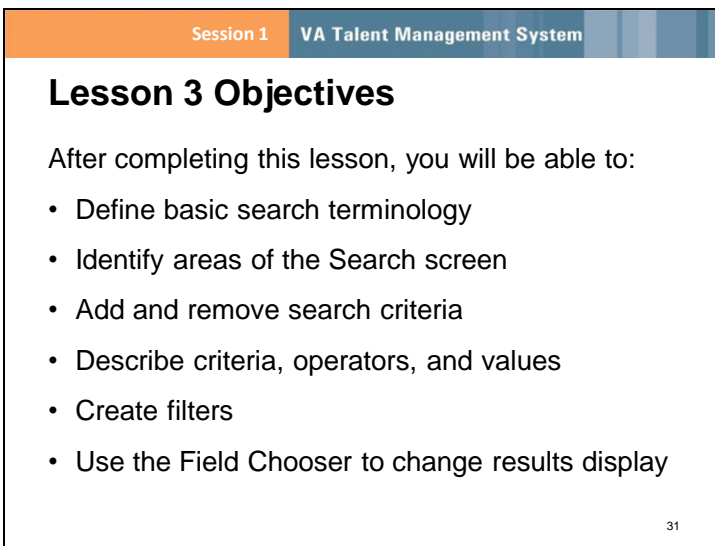 Session 1 VA Talent Management System
Lesson 3 Objectives
After completing this lesson, you will be able to:
• Define basic search terminology
• Identify areas of the Search screen
• Add and remove search criteria
• Describe criteria, operators, and values
• Create filters
• Use the Field Chooser to change results display
31